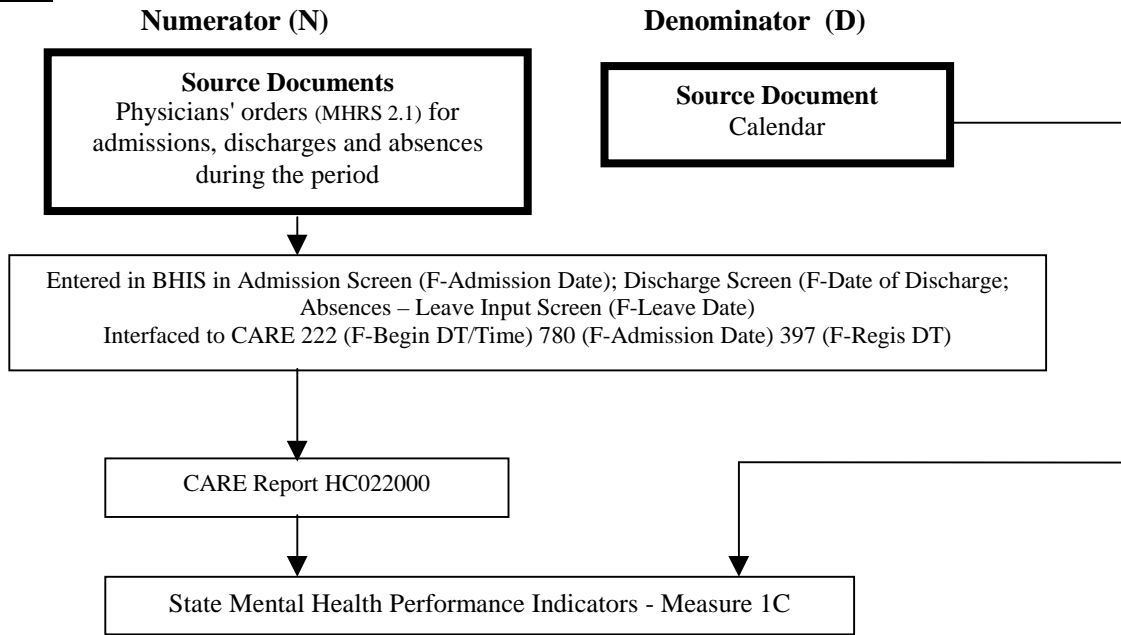 Numerator (N)
Denominator (D)
Source Documents
Physicians' orders (MHRS 2.1) for
admissions, discharges and absences
during the period
Source Document
Calendar
Entered in BHIS in Admission Screen (F-Admission Date); Discharge Screen (F-Date of Discharge;
Absences – Leave Input Screen (F-Leave Date)
Interfaced to CARE 222 (F-Begin DT/Time) 780 (F-Admission Date) 397 (F-Regis DT)
CARE Report HC022000
State Mental Health Performance Indicators - Measure 1C